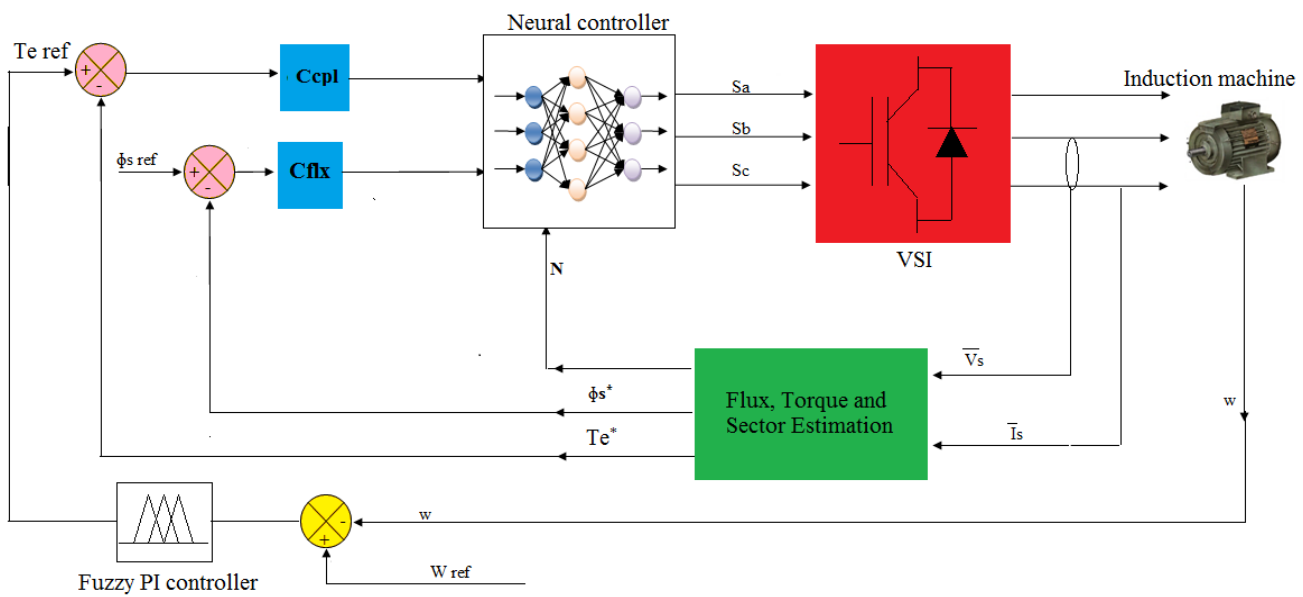 Neural controller
Te ref
+
-
Ccpl
Sa
Induction machine
Sb
ϕs ref
+
-
Cflx
Sc
VSI
N
V̅s
ϕs*
Flux, Torque and
Sector Estimation
w
Te*
I̅s
w
-
+
Fuzzy PI controller
W ref